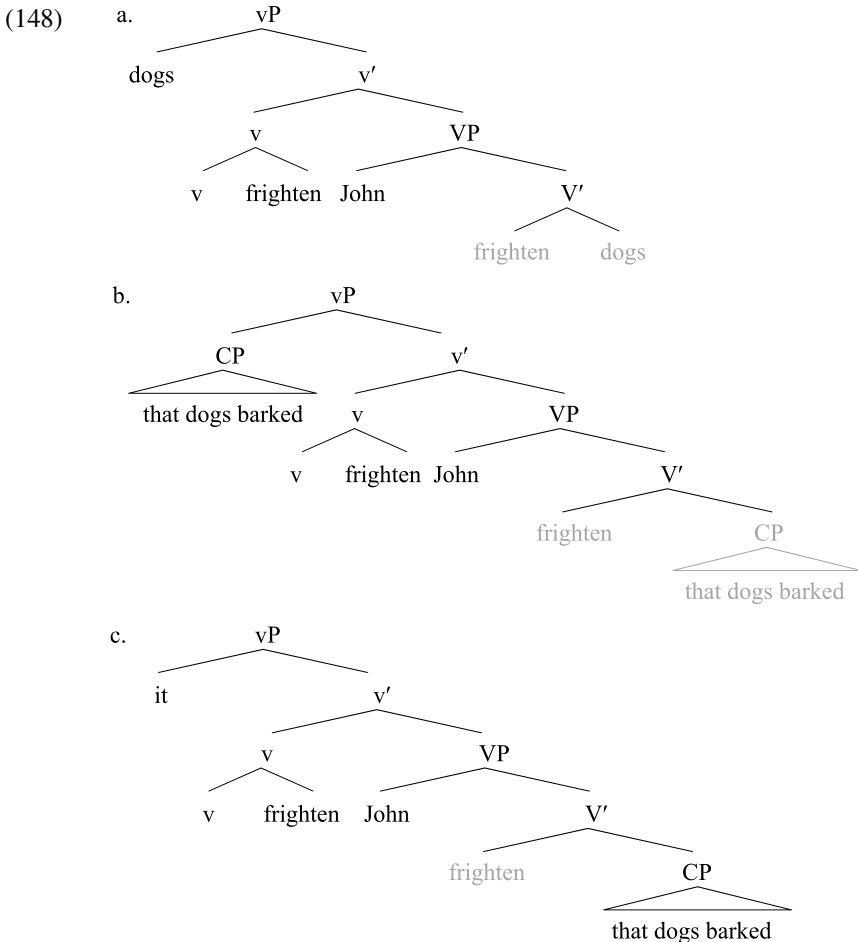 (148) a. vP
dogs v′
v VP
v frighten John V′
frighten dogs
b. vP
CP v′
that dogs barked v VP
v frighten John V′
frighten CP
that dogs barked
c. vP
it v′
v VP
v frighten John V′
frighten CP
that dogs barked